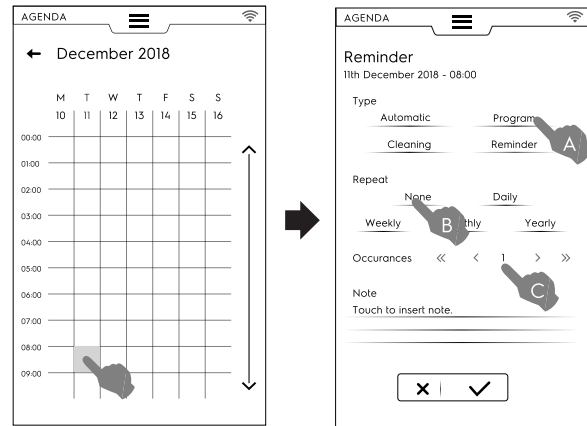 AGENDA
December 2018
M T W T F S S
10 11 12 13 14 15 16
00:00
01:00
02:00
03:00
04:00
05:00
06:00
07:00
08:00
09:00
AGENDA
Reminder
11th December 2018 - 08:00
Type
Automatic Program
A
Cleaning Reminder
Repeat
None Daily
Weekly B thly Yearly
Occurances « < 1 > »
C
Note
Touch to insert note.